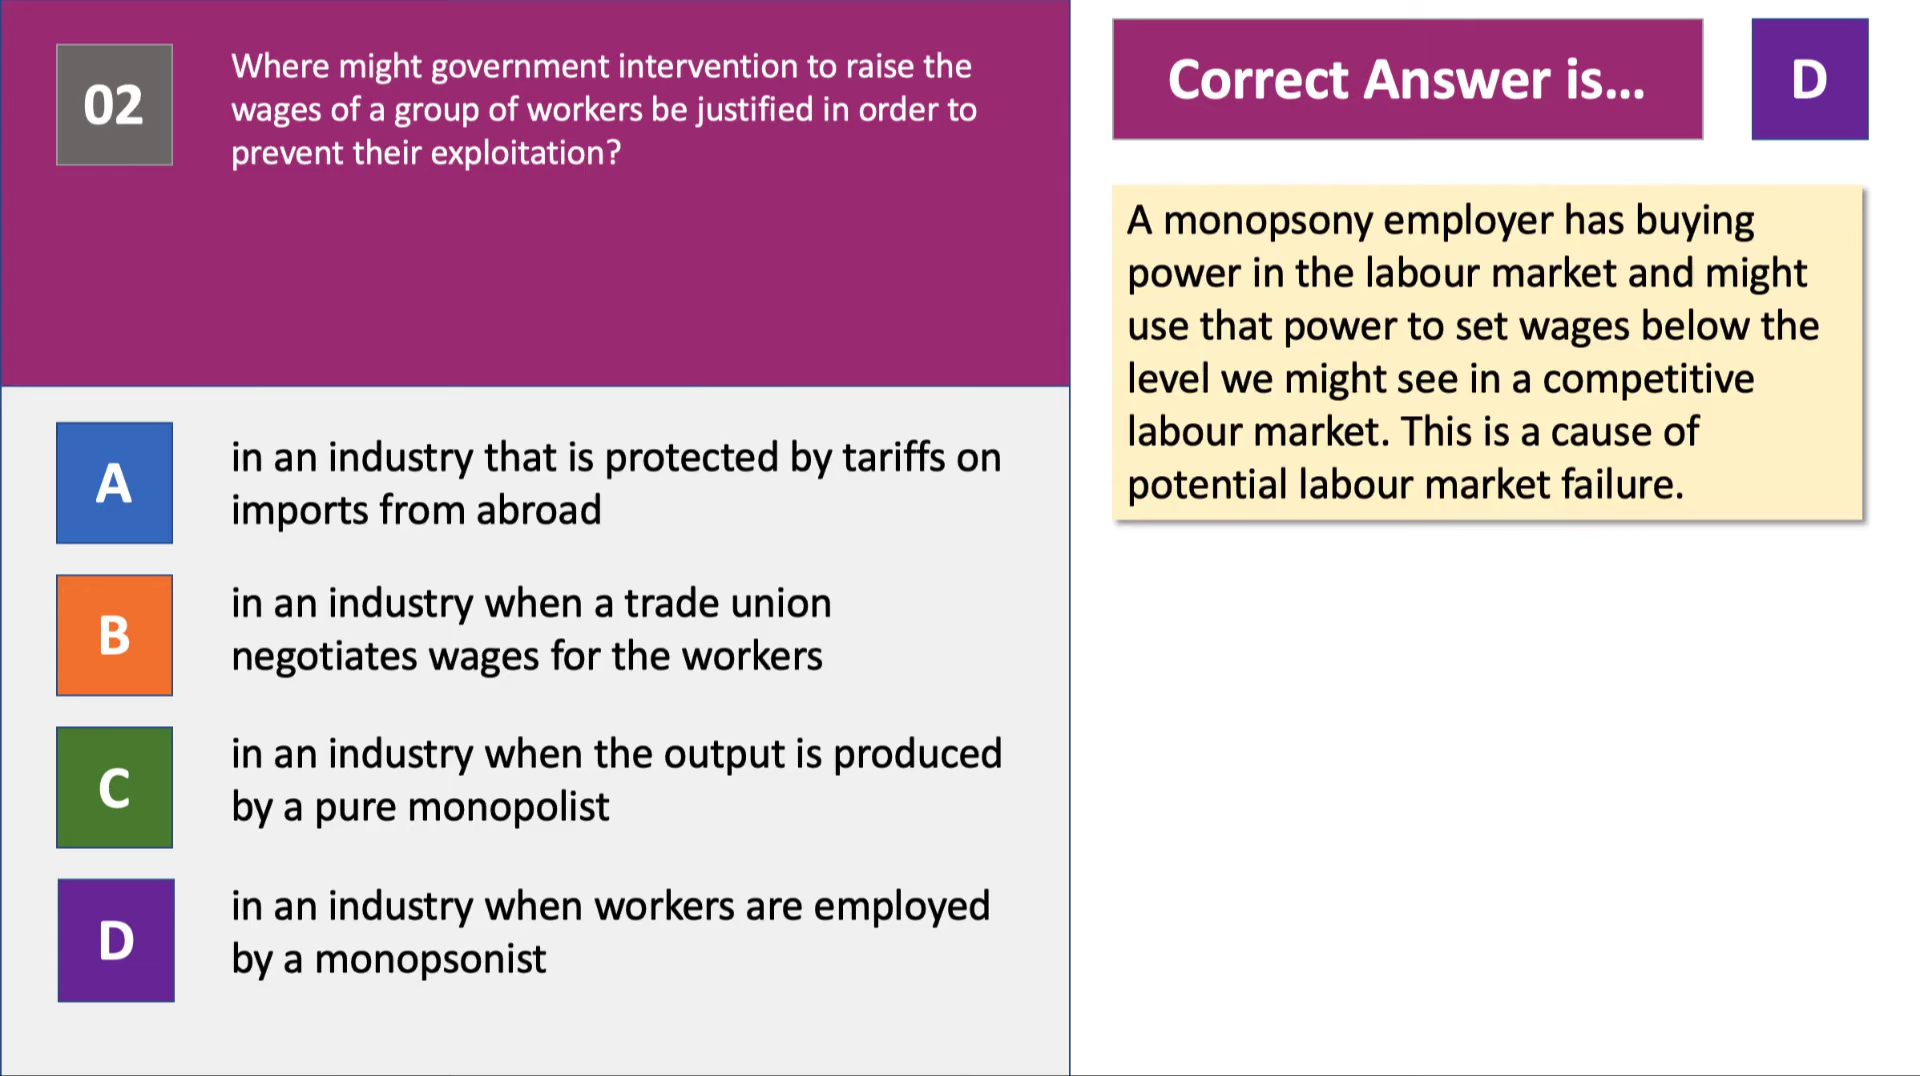 02
Where might government intervention to raise the
wages of a group of workers be justified in order to
prevent their exploitation?
A
in an industry that is protected by tariffs on
imports from abroad
B
in an industry when a trade union
negotiates wages for the workers
C
in an industry when the output is produced
by a pure monopolist
D
in an industry when workers are employed
by a monopsonist
Correct Answer is...
D
A monopsony employer has buying
power in the labour market and might
use that power to set wages below the
level we might see in a competitive
labour market. This is a cause of
potential labour market failure.